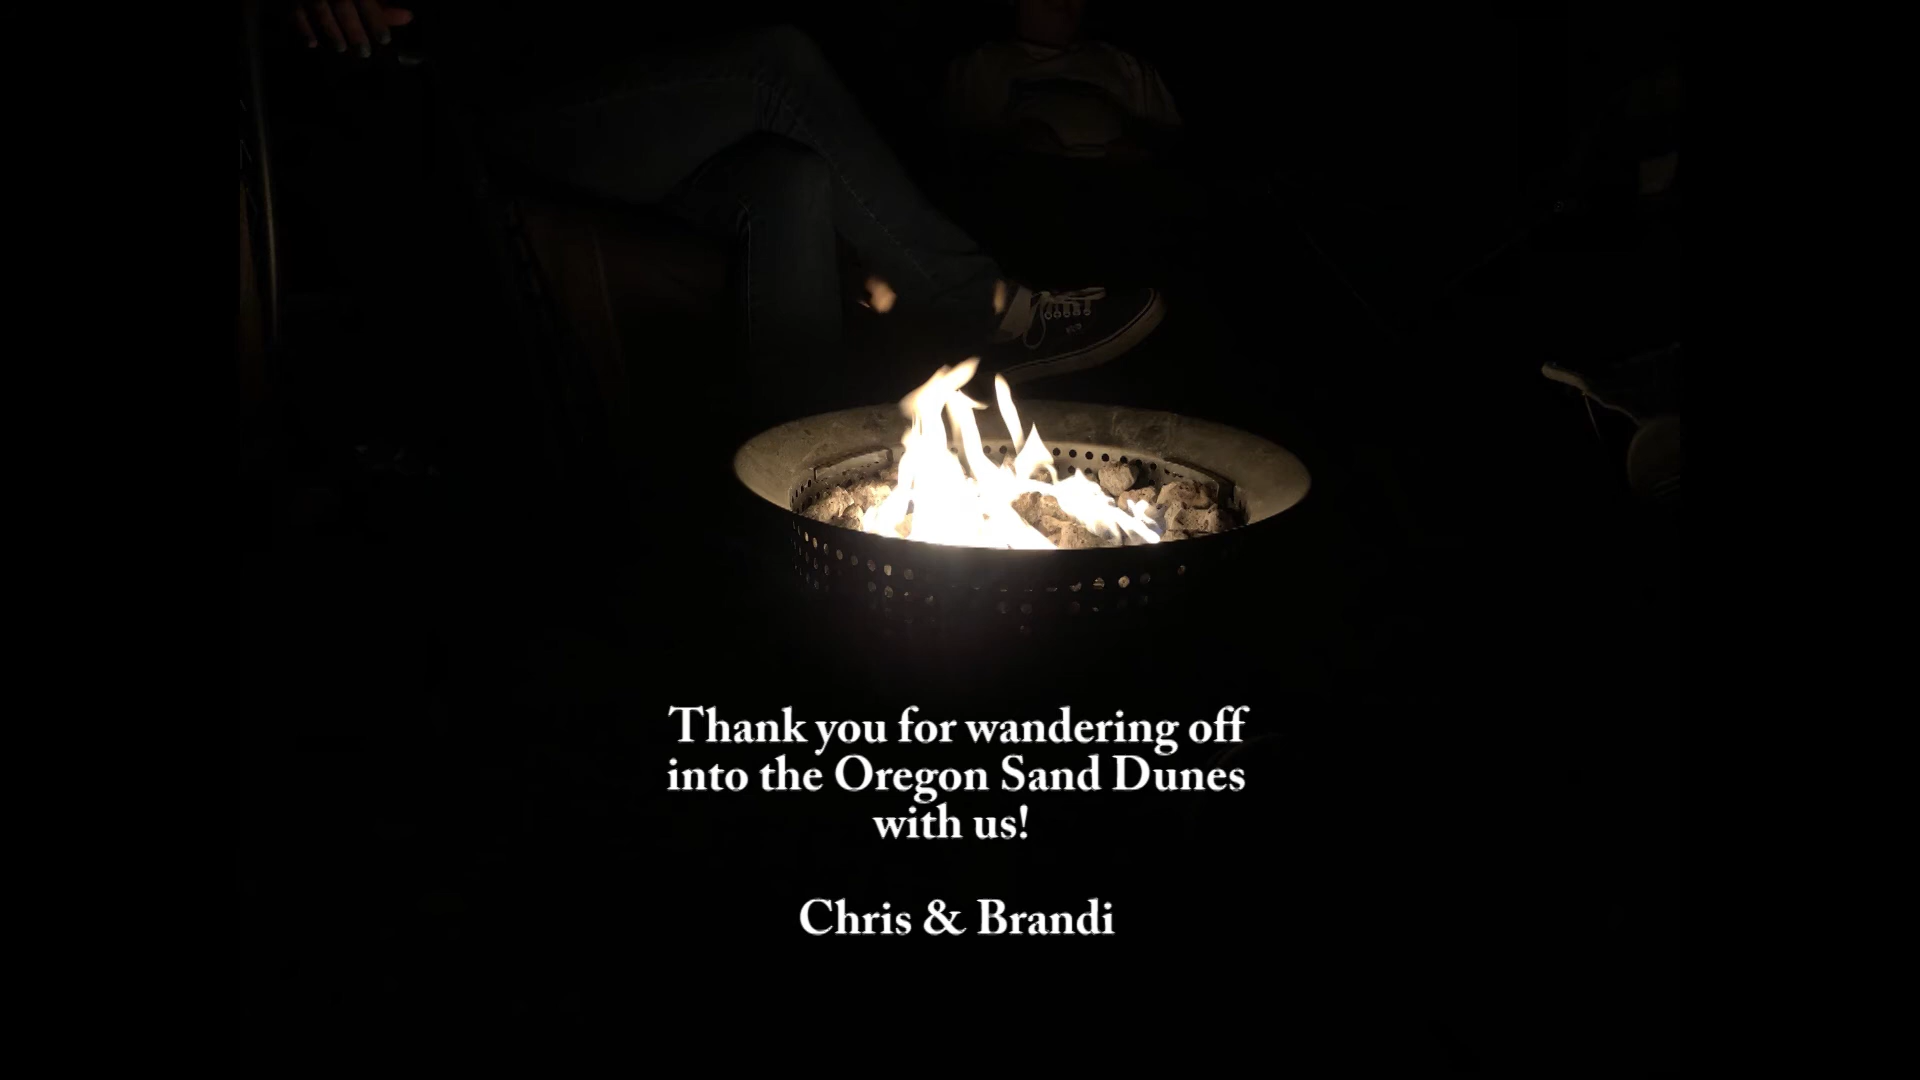 Thank you for wandering off
into the Oregon Sand Dunes
with us!
Chris & Brandi